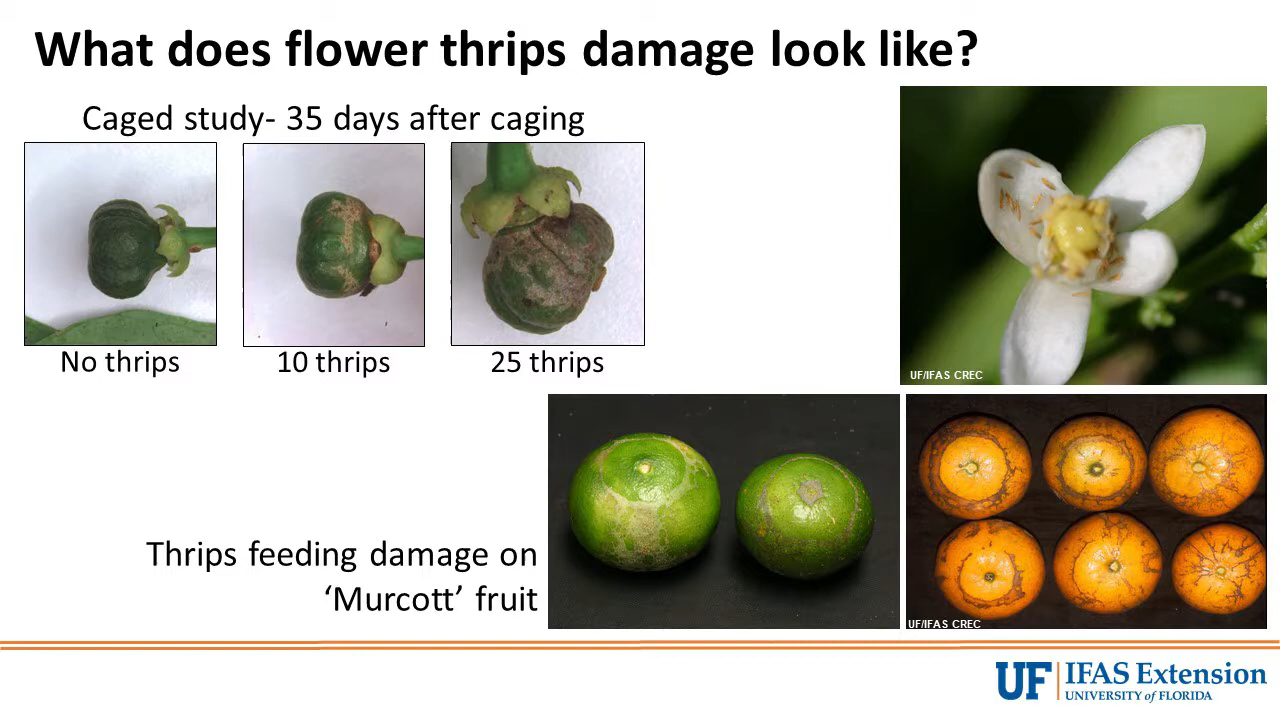 What does flower thrips damage look like?
Caged study- 35 days after caging
No thrips
10 thrips
25 thrips
UF/IFAS CREC
Thrips feeding damage on
‘Murcott’ fruit
UF/IFAS CREC
UF IFAS Extension
UNIVERSITY of FLORIDA